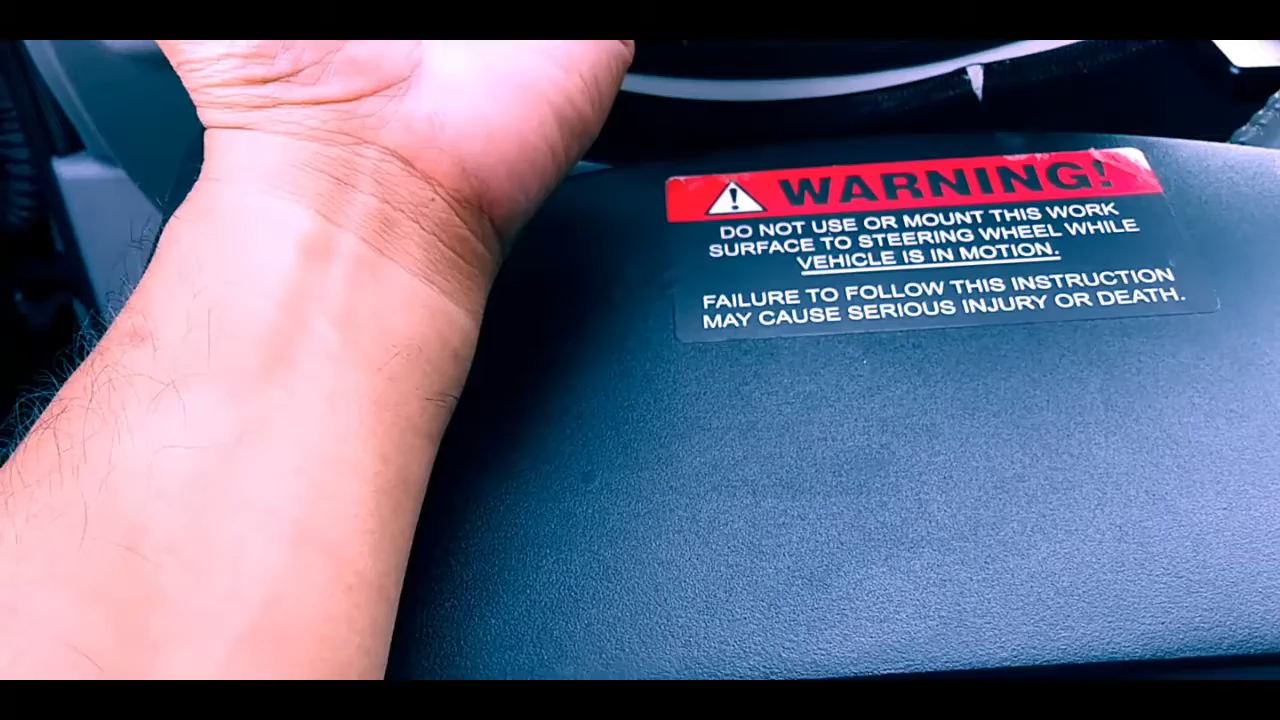 WARNING!
DO NOT USE OR MOUNT THIS WORK
SURFACE TO STEERING WHEEL WHILE
VEHICLE IS IN MOTION.
FAILURE TO FOLLOW THIS INSTRUCTION
MAY CAUSE SERIOUS INJURY OR DEATH.